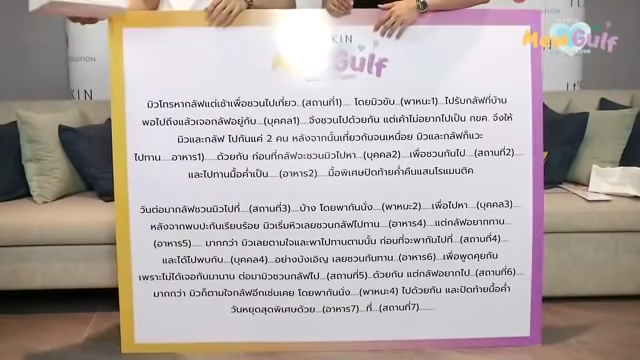 IT'S
SKIN
OLUTION
KIN
MewGulf
MewGulf
มิวโทรหากลัฟแต่เช้าเพื่อชวนไปเที่ยว...(สถานที่1)..... โดยมิวขับ...(พาหนะ1)...ไปรับกลัฟที่บ้าน
พอไปถึงแล้วเจอกลัฟอยู่กับ...(บุคคล1)....จึงชวนไปด้วยกัน แต่เค้าไม่อยากไปเป็น กขค. จึงให้
มิวและกลัฟ ไปกันแค่ 2 คน หลังจากนั้นเที่ยวกันจนเหนื่อย มิวและกลัฟก็แวะ
ไปทาน.....อาหาร1)......ด้วยกัน ก่อนที่กลัฟจะชวนมิวไปหา....(บุคคล2).....เพื่อชวนกันไป.....(สถานที่2).....
และไปทานมื้อค่ำเป็น.....(อาหาร2).....มื้อพิเศษปิดท้ายค่ำคืนแสนโรแมนติค
วันต่อมากลัฟชวนมิวไปที่.....(สถานที่3)....บ้าง โดยพากันนั่ง....(พาหนะ2)......เพื่อไปหา....(บุคคล3).....
หลังจากพบปะกันเรียบร้อย มิวเริ่มหิวเลยชวนกลัฟไปทาน.....(อาหาร4).....แต่กลัฟอยากทาน....
(อาหาร5)...... มากกว่า มิวเลยตามใจและพาไปทานตามนั้น ก่อนที่จะพากันไปที่....(สถานที่4)....
และได้ไปพบกับ....(บุคคล4)....อย่างบังเอิญ เลยชวนกันทาน....(อาหาร6)....เพื่อพูดคุยกัน
เพราะไม่ได้เจอกันมานาน ต่อมามิวชวนกลัฟไป....(สถานที่5)..ด้วยกัน แต่กลัฟอยากไป...(สถานที่6)....
มากกว่า มิวก็ตามใจกลัฟอีกเช่นเคย โดยพากันนั่ง....(พาหนะ4) ไปด้วยกัน และปิดท้ายมื้อค่ำ
วันหยุดสุดพิเศษด้วย....(อาหาร7)...ที่....(สถานที่7)........